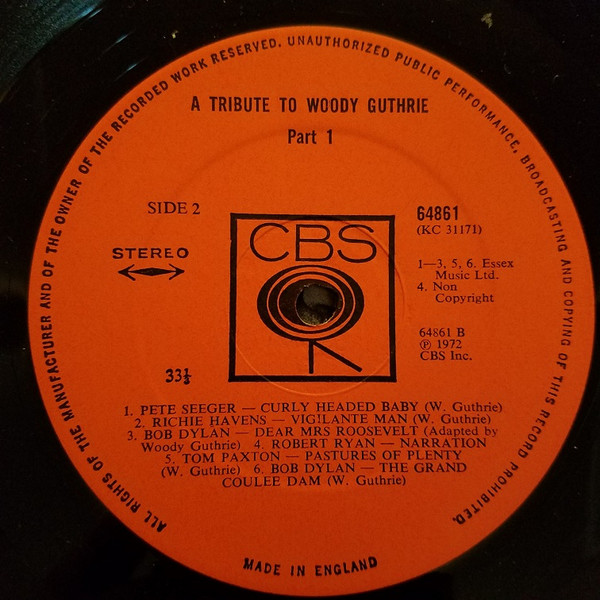 ALL RIGHTS OF THE MANUFACTURER AND OF THE OWNER OF THE RECORDED WORK RESERVED. UNAUTHORIZED PUBLIC PERFORMANCE, BROADCASTING AND COPYING OF THIS RECORD PROHIBITED.
A TRIBUTE TO WOODY GUTHRIE
Part 1
SIDE 2
STEREO
33⅓
CBS
64861
(KC 31171)
1—3, 5, 6. Essex
Music Ltd.
4. Non
Copyright
64861 B
℗ 1972
CBS Inc.
1. PETE SEEGER — CURLY HEADED BABY (W. Guthrie)
2. RICHIE HAVENS — VIGILANTE MAN (W. Guthrie)
3. BOB DYLAN — DEAR MRS ROOSEVELT (Adapted by
Woody Guthrie) 4. ROBERT RYAN — NARRATION
5. TOM PAXTON — PASTURES OF PLENTY
(W. Guthrie) 6. BOB DYLAN — THE GRAND
COULEE DAM (W. Guthrie)
MADE IN ENGLAND